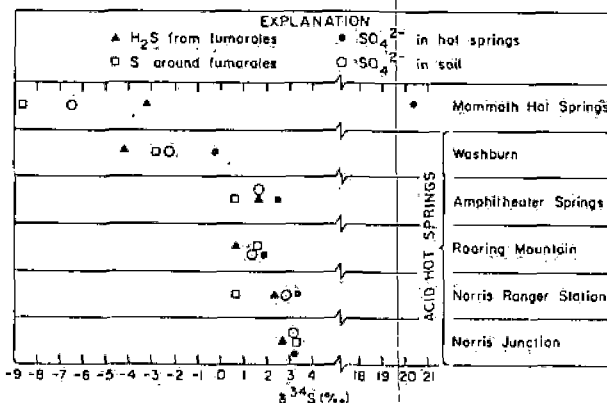 EXPLANATION
▲ H₂S from fumaroles ● SO₄²⁻ in hot springs
□ S around fumaroles ○ SO₄²⁻ in soil
Mammoth Hot Springs
Washburn
Amphitheater Springs
Roaring Mountain
Norris Ranger Station
Norris Junction
ACID HOT SPRINGS
-9 -8 -7 -6 -5 -4 -3 -2 -1 0 1 2 3 4 18 19 20 21
δ³⁴S (‰)